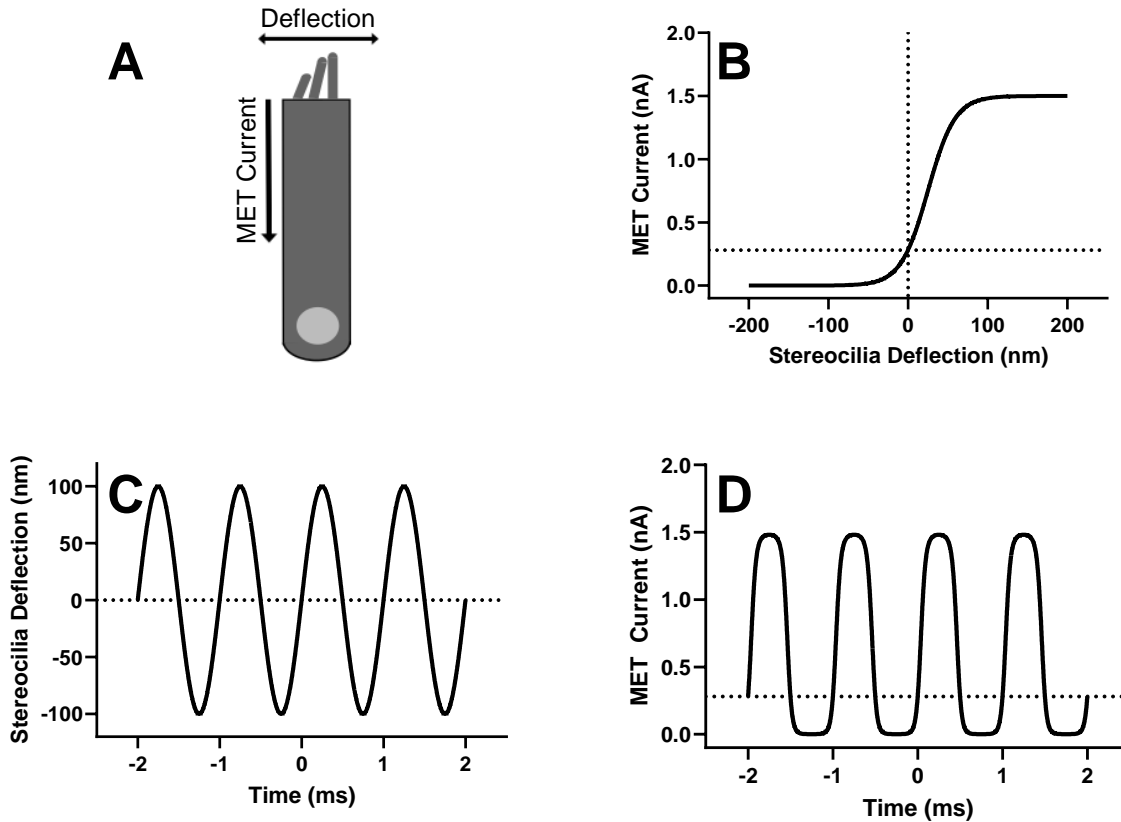 A
Deflection
MET Current
B
MET Current (nA)
2.0
1.5
1.0
0.5
0.0
-200
-100
0
100
200
Stereocilia Deflection (nm)
C
Stereocilia Deflection (nm)
100
50
0
-50
-100
-2
-1
0
1
2
Time (ms)
D
MET Current (nA)
2.0
1.5
1.0
0.5
0.0
-2
-1
0
1
2
Time (ms)